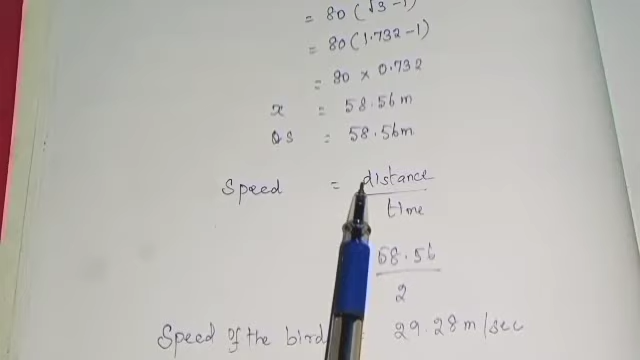 = 80 (√3 - 1)
= 80 (1.732 - 1)
= 80 × 0.732
x = 58.56 m
QS = 58.56m
Speed = distance / time
58.56 / 2
Speed of the bird = 29.28 m/sec